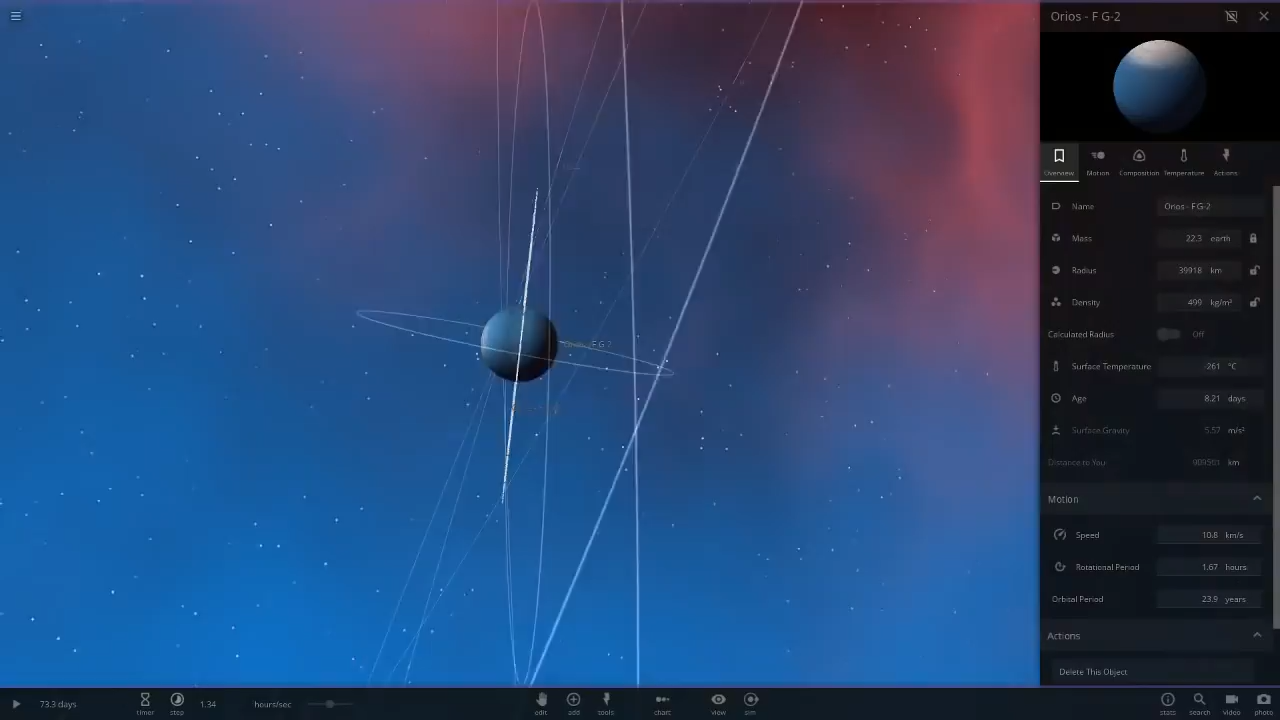 Orios - F G-2
Overview Motion Composition Temperature Actions
Name Orios - F G-2
Mass 22.3 earth
Radius 39918 km
Density 499 kg/m³
Calculated Radius Off
Surface Temperature -261 °C
Age 8.21 days
Surface Gravity 5.57 m/s²
Distance to You km
Motion
Speed 10.8 km/s
Rotational Period 1.67 hours
Orbital Period 23.9 years
Actions
Delete This Object
Orios - F G-2
73.3 days timer step 1.34 hours/sec edit add tools chart view sim stats search video photo